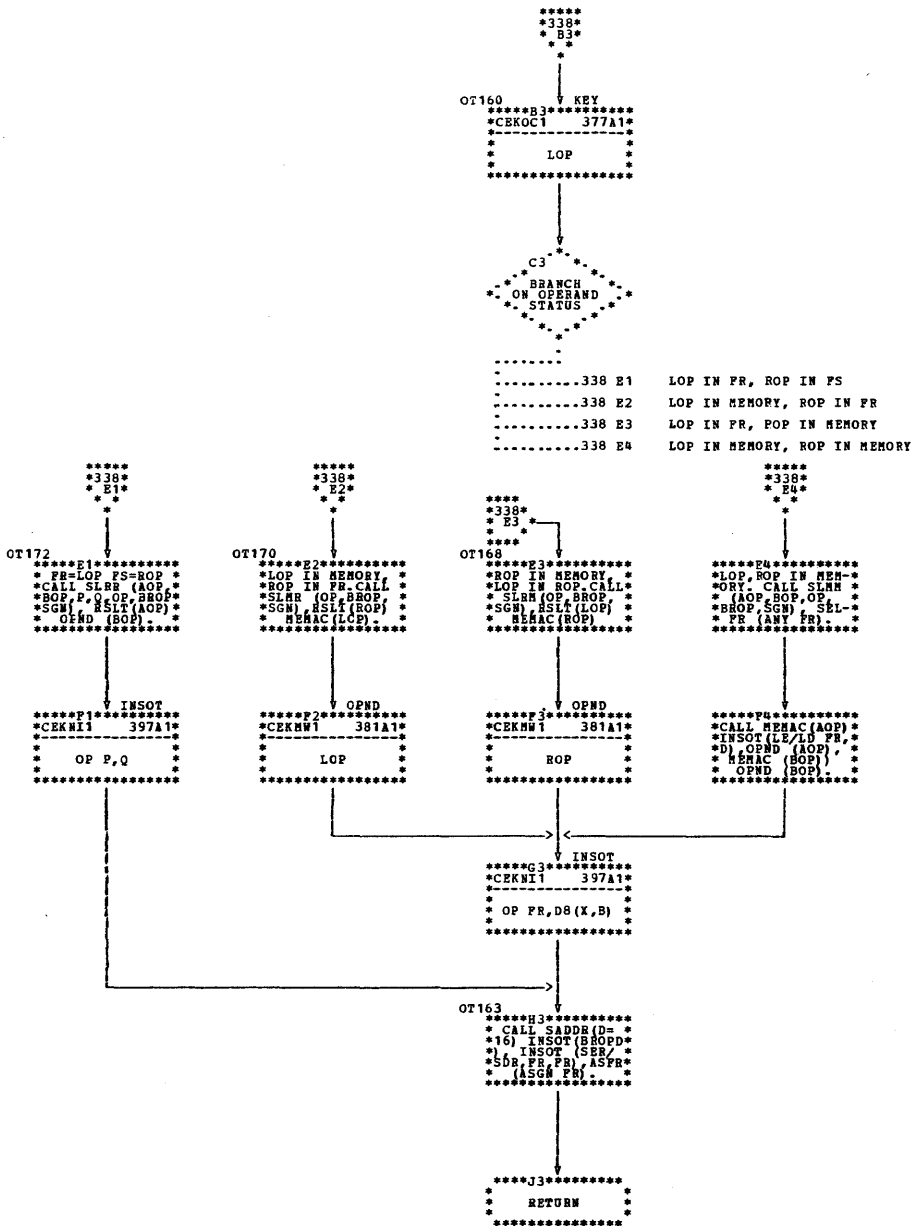 338
B3
OT160 KEY
B3
CEKOC1 377A1
LOP
C3
BRANCH
ON OPERAND
STATUS
338 E1 LOP IN FR, ROP IN FS
338 E2 LOP IN MEMORY, ROP IN FR
338 E3 LOP IN FR, POP IN MEMORY
338 E4 LOP IN MEMORY, ROP IN MEMORY
338
E1
338
E2
338
E3
338
E4
OT172
E1
FR=LOP FS=ROP
CALL SLRR (AOP,
BOP,P,Q,OP,BROP
SGN), RSLT(AOP)
OPND (BOP).
OT170
E2
LOP IN MEMORY,
ROP IN FR.CALL
SLMR (OP,BROP,
SGN),RSLT(ROP)
MEMAC(LOP).
OT168
E3
ROP IN MEMORY,
LOP IN ROP.CALL
SLRM(OP,BROP,
SGN),RSLT(LOP)
MEMAC(ROP)
E4
LOP,ROP IN MEM-
ORY. CALL SLMM
(AOP,BOP,OP,
BROP,SGN), SEL-
FR (ANY FR).
INSOT
F1
CEKNI1 397A1
OP P,Q
OPND
F2
CEKMW1 381A1
LOP
OPND
F3
CEKMW1 381A1
ROP
F4
CALL MEMAC(AOP)
INSOT(LE/LD FR,
D),OPND (AOP),
MEMAC (BOP))
OPND (BOP).
INSOT
G3
CEKNI1 397A1
OP FR,D8(X,B)
OT163
H3
CALL SADDR(D=
16) INSOT(BROPD
), INSOT (SER/
SDR,FR,FR),ASFR
(ASGN FR).
J3
RETURN